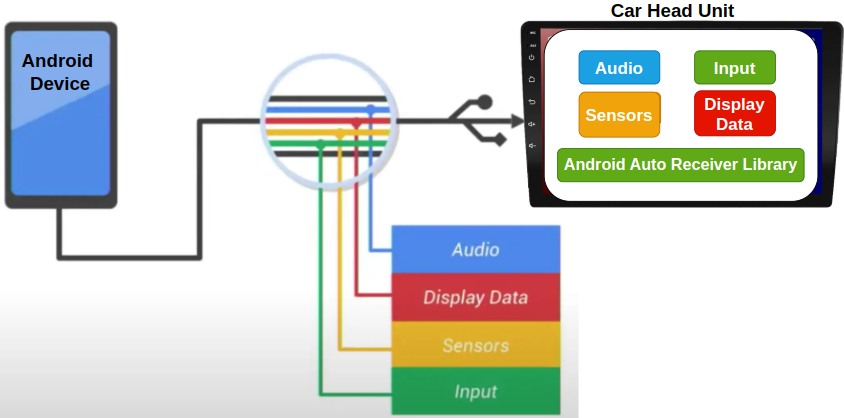 Car Head Unit
Android
Device
Audio
Input
Sensors
Display
Data
Android Auto Receiver Library
Audio
Display Data
Sensors
Input